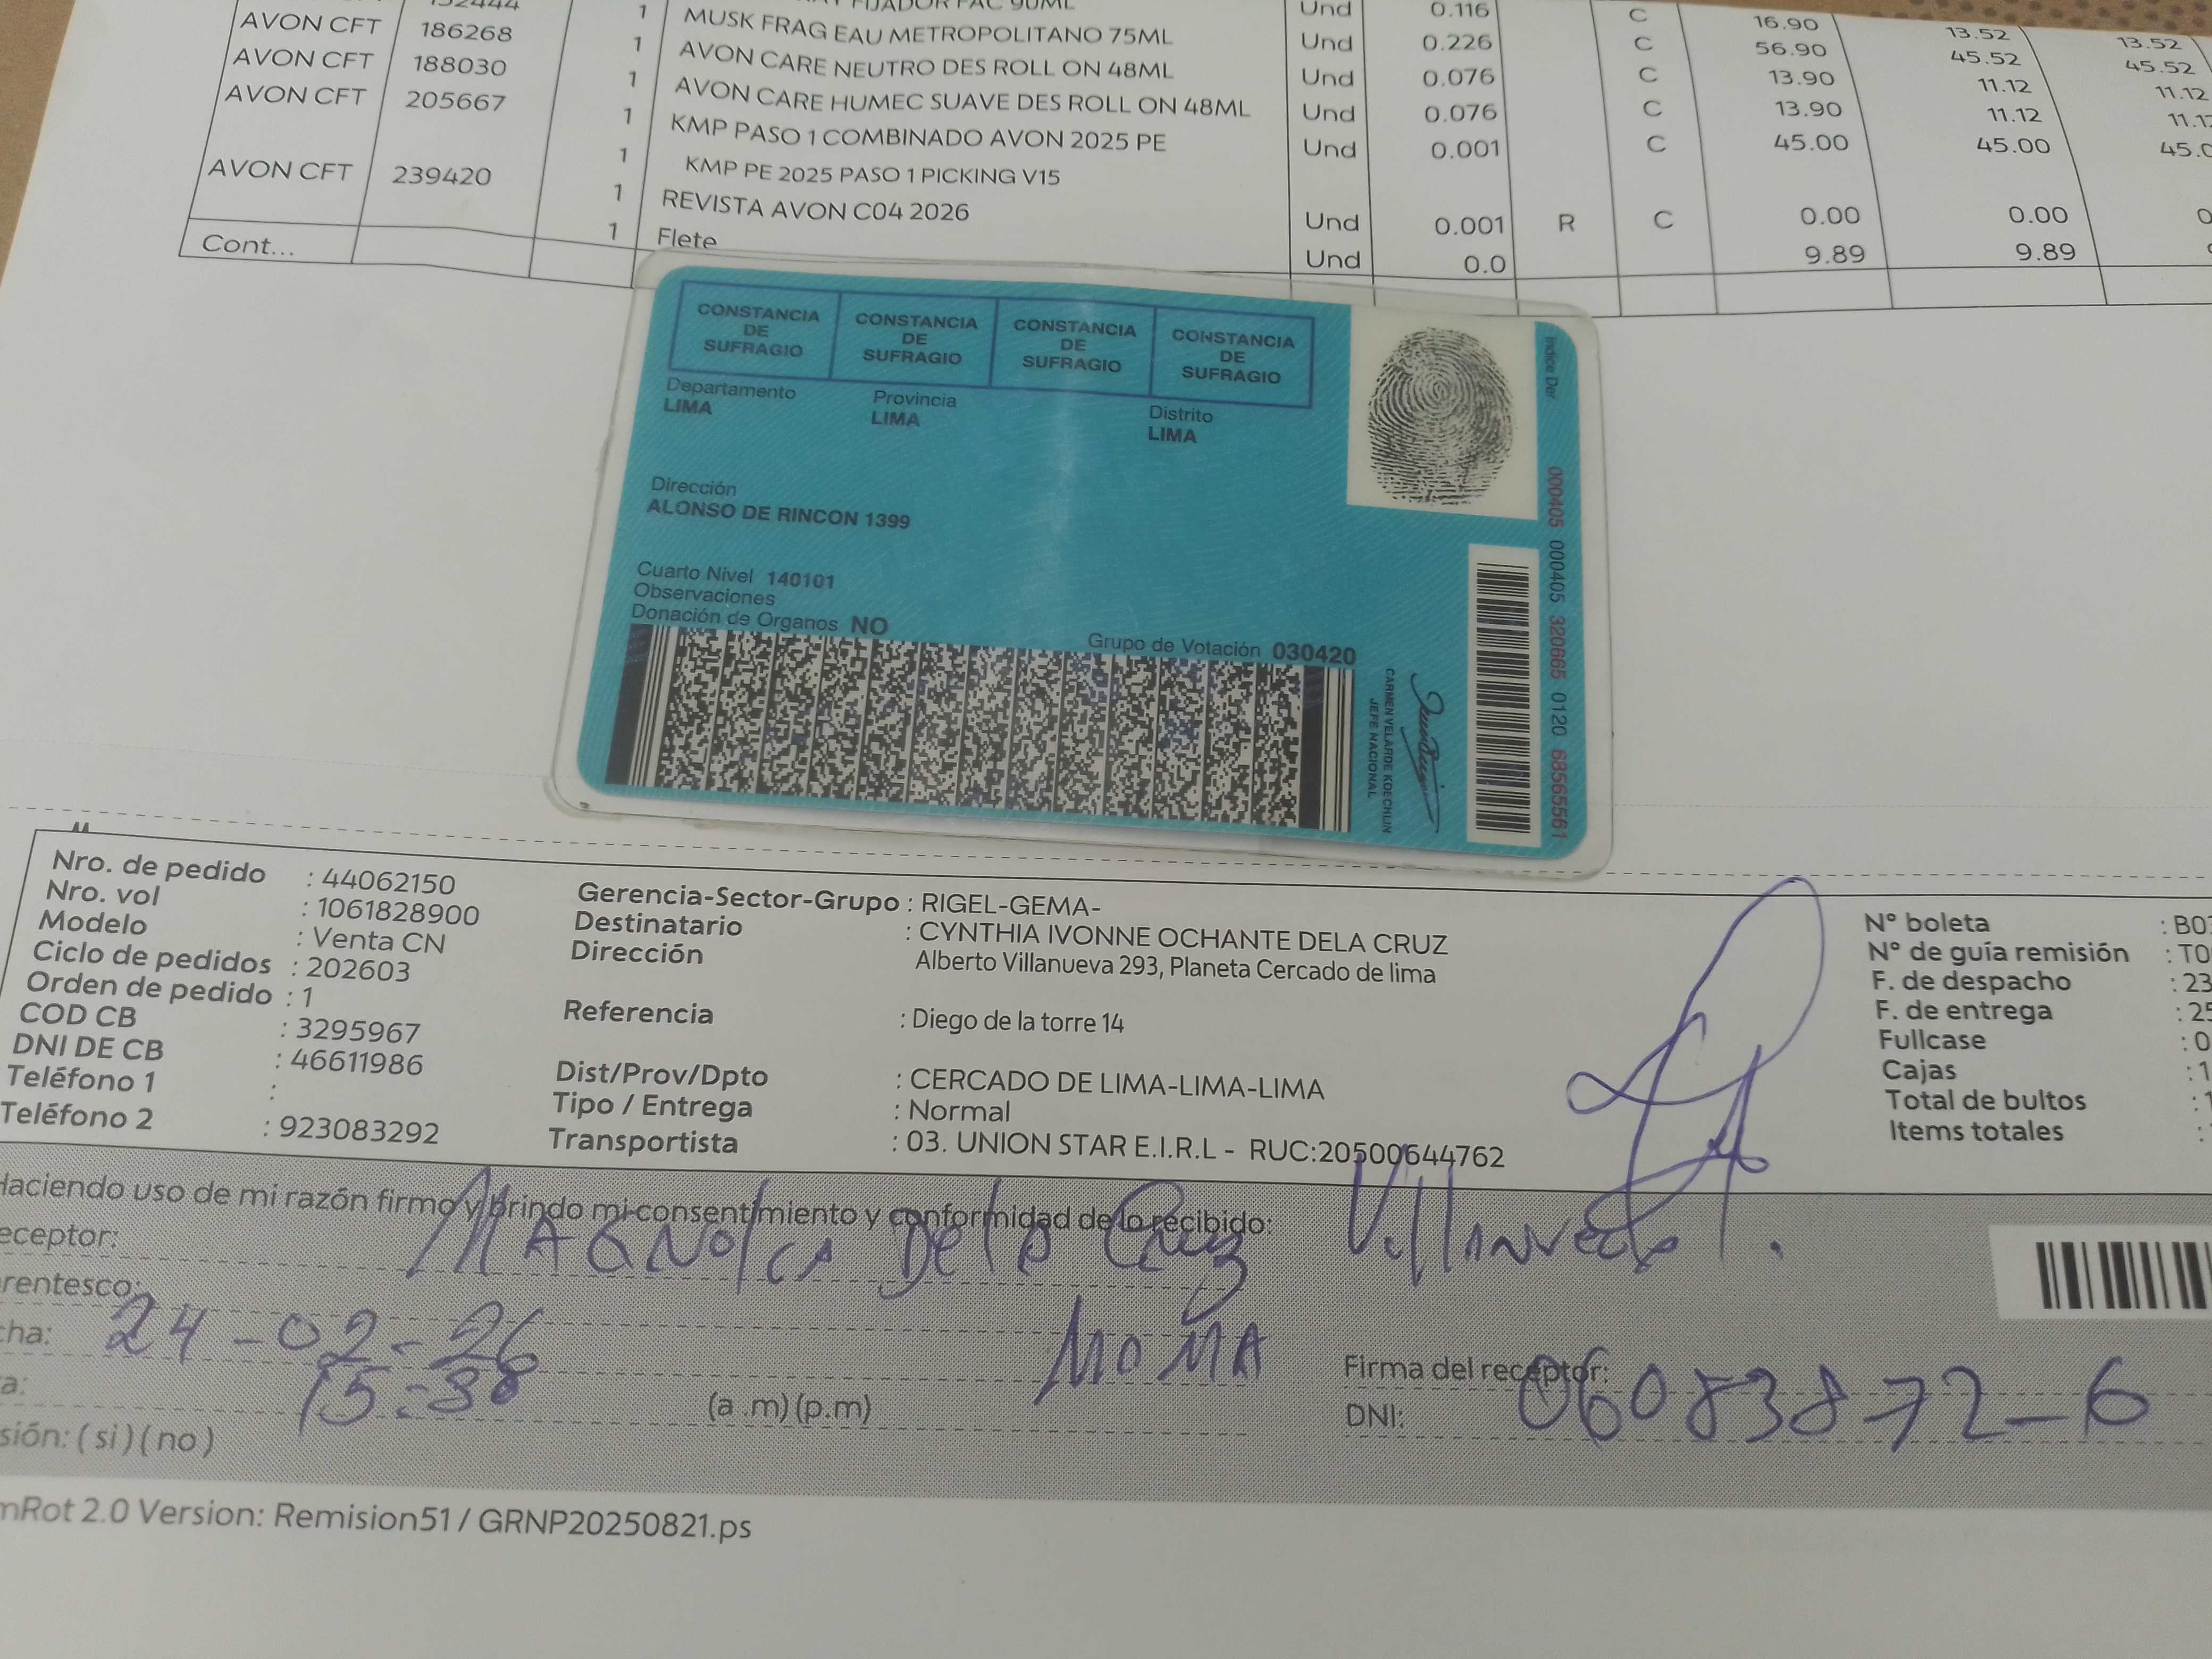 AVON CFT 186268 1 MUSK FRAG EAU METROPOLITANO 75ML Und 0.116 C 16.90 13.52 13.52
AVON CFT 188030 1 AVON CARE NEUTRO DES ROLL ON 48ML Und 0.226 C 56.90 45.52 45.52
AVON CFT 205667 1 AVON CARE HUMEC SUAVE DES ROLL ON 48ML Und 0.076 C 13.90 11.12 11.12
1 KMP PASO 1 COMBINADO AVON 2025 PE Und 0.076 C 13.90 11.12
1 KMP PE 2025 PASO 1 PICKING V15 Und 0.001 C 45.00 45.00
AVON CFT 239420 1 REVISTA AVON C04 2026 Und 0.001 R C 0.00 0.00
1 Flete Und 0.0 9.89 9.89
Cont...
CONSTANCIA DE SUFRAGIO
CONSTANCIA DE SUFRAGIO
CONSTANCIA DE SUFRAGIO
CONSTANCIA DE SUFRAGIO
Departamento Provincia Distrito
LIMA LIMA LIMA
Dirección
ALONSO DE RINCON 1399
Cuarto Nivel 140101
Observaciones
Donación de Organos NO
Grupo de Votación 030420
CARMEN VELARDE KOECHLIN
JEFE NACIONAL
Indice Der.
000405 000405 320665 0120 68565561
Nro. de pedido : 44062150
Nro. vol : 1061828900
Modelo : Venta CN
Ciclo de pedidos : 202603
Orden de pedido : 1
COD CB : 3295967
DNI DE CB : 46611986
Teléfono 1 :
Teléfono 2 : 923083292
Gerencia-Sector-Grupo : RIGEL-GEMA-
Destinatario : CYNTHIA IVONNE OCHANTE DELA CRUZ
Dirección Alberto Villanueva 293, Planeta Cercado de lima
Referencia : Diego de la torre 14
Dist/Prov/Dpto : CERCADO DE LIMA-LIMA-LIMA
Tipo / Entrega : Normal
Transportista : 03. UNION STAR E.I.R.L - RUC:20500644762
N° boleta
N° de guía remisión
F. de despacho : 23
F. de entrega : 25
Fullcase : 0
Cajas : 1
Total de bultos : 1
Items totales :
Haciendo uso de mi razón firmo y brindo mi consentimiento y conformidad de lo recibido:
eceptor: MAGNOLIA De la Cruz
rentesco: MAMA
cha: 24-02-26
a: 15:38 (a .m) (p.m)
sión: ( si ) ( no )
Firma del receptor:
DNI: 06083872-6
mRot 2.0 Version: Remision51 / GRNP20250821.ps